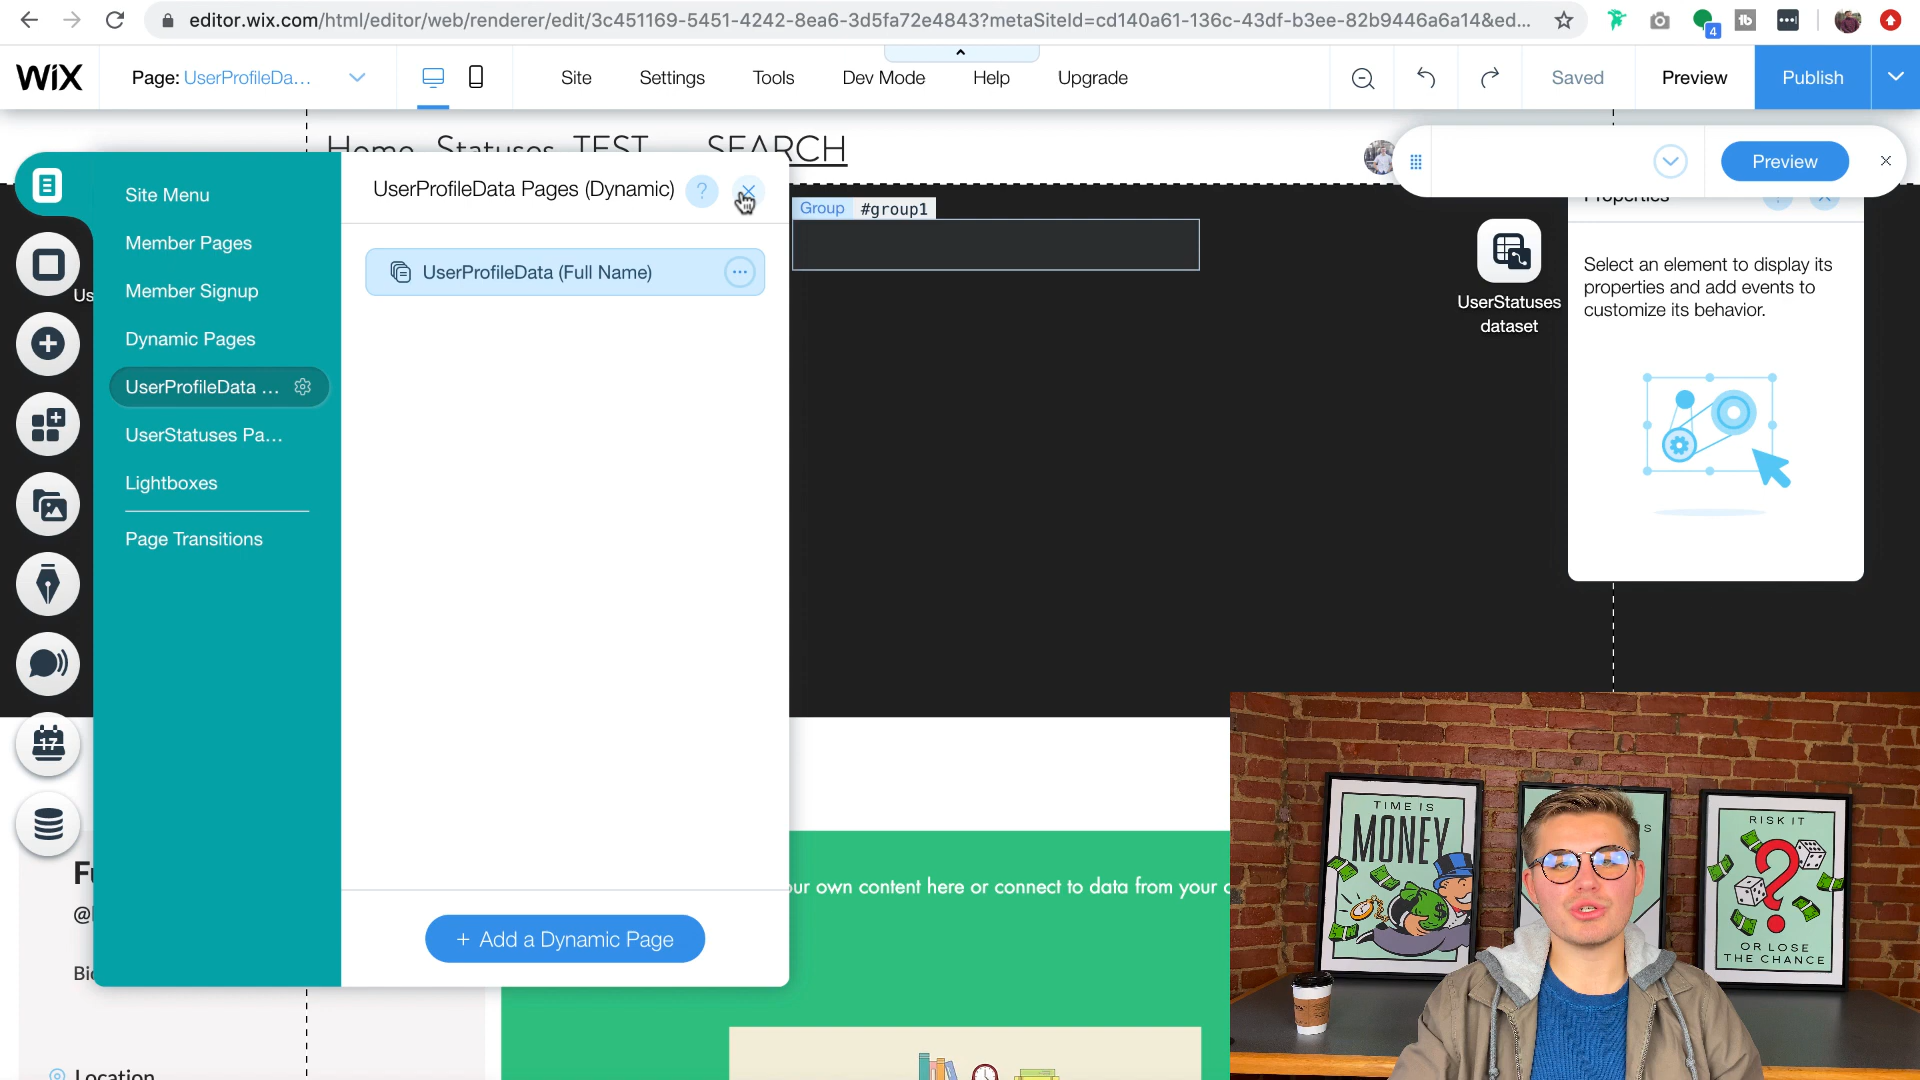 editor.wix.com/html/editor/web/renderer/edit/3c451169-5451-4242-8ea6-3d5fa72e4843?metaSiteId=cd140a61-136c-43df-b3ee-82b9446a6a14&ed...
4
WIX
Page: UserProfileDa...
Site
Settings
Tools
Dev Mode
Help
Upgrade
Saved
Preview
Publish
Home Statuses TEST SEARCH
Preview
Site Menu
Member Pages
Member Signup
Dynamic Pages
UserProfileData ...
UserStatuses Pa...
Lightboxes
Page Transitions
UserProfileData Pages (Dynamic)
?
UserProfileData (Full Name)
+ Add a Dynamic Page
Group #group1
UserStatuses
dataset
Properties
Select an element to display its
properties and add events to
customize its behavior.
Us
17
our own content here or connect to data from your c
Location
TIME IS
MONEY
RISK IT
?
OR LOSE
THE CHANCE